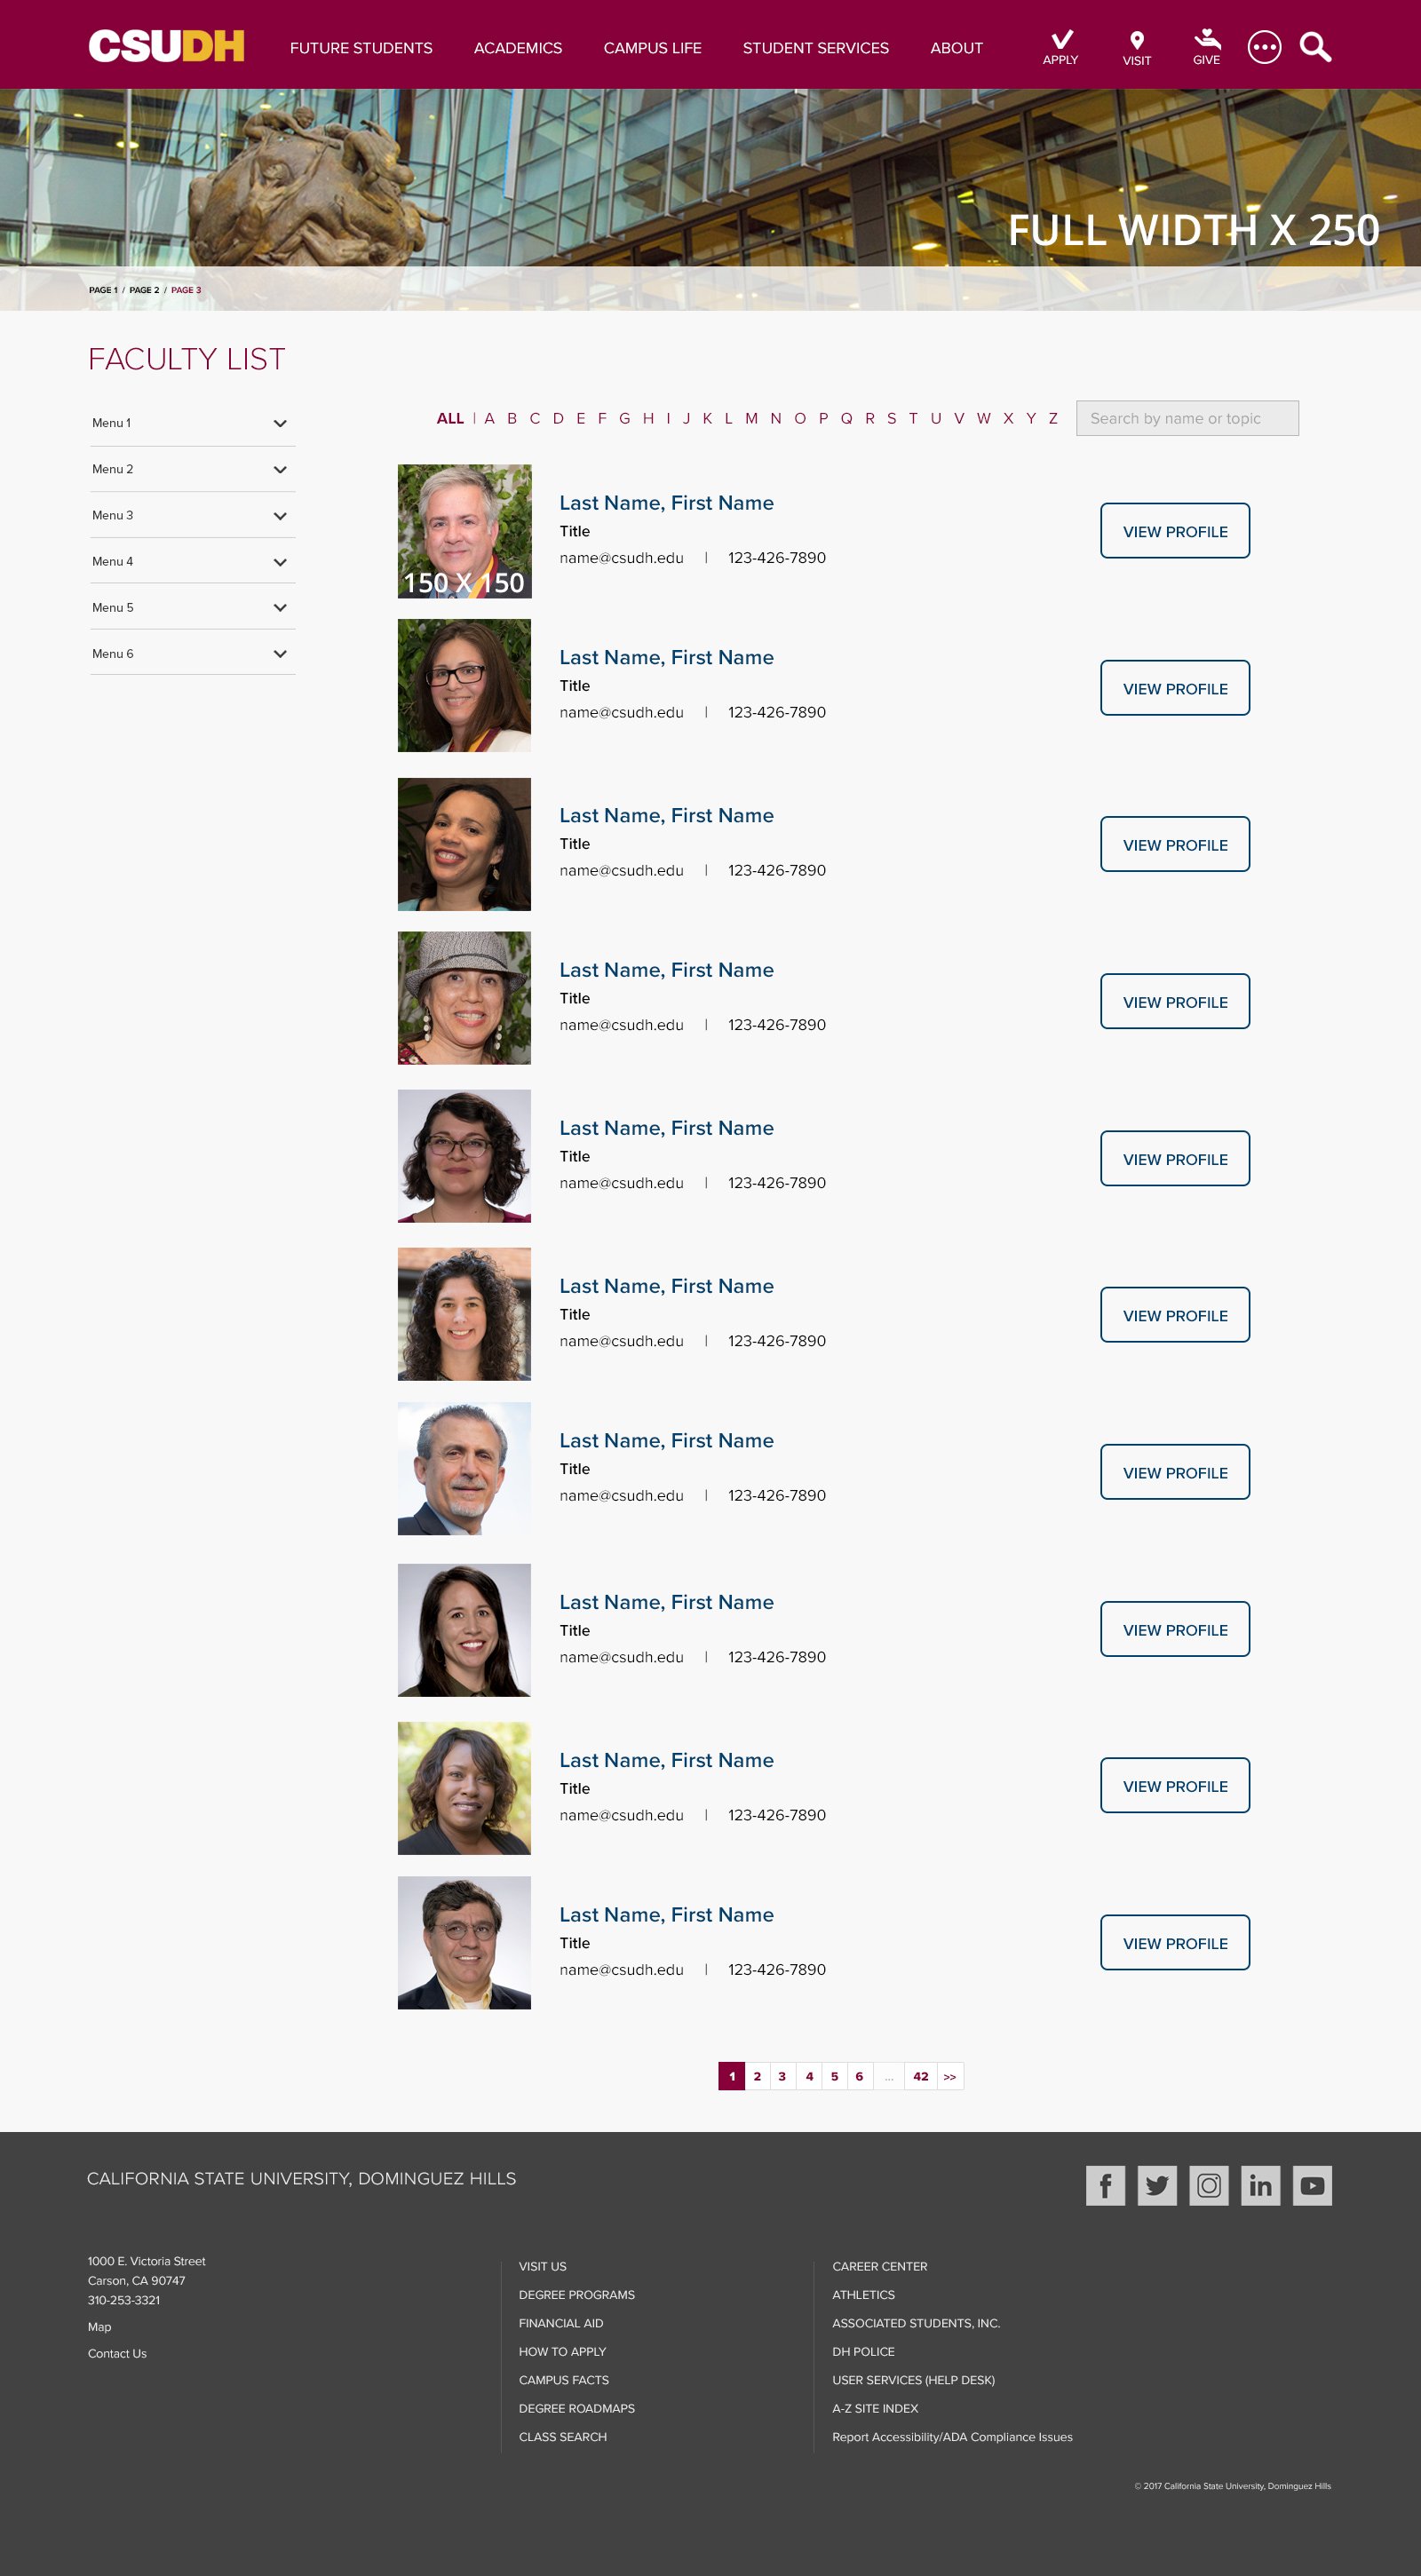 CSUDH FUTURE STUDENTS ACADEMICS CAMPUS LIFE STUDENT SERVICES ABOUT APPLY VISIT GIVE
FULL WIDTH X 250
PAGE 1 / PAGE 2 / PAGE 3
FACULTY LIST
Menu 1
Menu 2
Menu 3
Menu 4
Menu 5
Menu 6
ALL | A B C D E F G H I J K L M N O P Q R S T U V W X Y Z Search by name or topic
Last Name, First Name
Title
name@csudh.edu | 123-426-7890
150 X 150
VIEW PROFILE
Last Name, First Name
Title
name@csudh.edu | 123-426-7890
VIEW PROFILE
Last Name, First Name
Title
name@csudh.edu | 123-426-7890
VIEW PROFILE
Last Name, First Name
Title
name@csudh.edu | 123-426-7890
VIEW PROFILE
Last Name, First Name
Title
name@csudh.edu | 123-426-7890
VIEW PROFILE
Last Name, First Name
Title
name@csudh.edu | 123-426-7890
VIEW PROFILE
Last Name, First Name
Title
name@csudh.edu | 123-426-7890
VIEW PROFILE
Last Name, First Name
Title
name@csudh.edu | 123-426-7890
VIEW PROFILE
Last Name, First Name
Title
name@csudh.edu | 123-426-7890
VIEW PROFILE
Last Name, First Name
Title
name@csudh.edu | 123-426-7890
VIEW PROFILE
1 2 3 4 5 6 ... 42 >>
CALIFORNIA STATE UNIVERSITY, DOMINGUEZ HILLS
1000 E. Victoria Street
Carson, CA 90747
310-253-3321
Map
Contact Us
VISIT US
DEGREE PROGRAMS
FINANCIAL AID
HOW TO APPLY
CAMPUS FACTS
DEGREE ROADMAPS
CLASS SEARCH
CAREER CENTER
ATHLETICS
ASSOCIATED STUDENTS, INC.
DH POLICE
USER SERVICES (HELP DESK)
A-Z SITE INDEX
Report Accessibility/ADA Compliance Issues
© 2017 California State University, Dominguez Hills